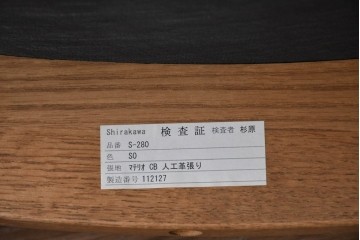 Shirakawa 検査証 検査者 杉原
品番 S-280
色 SO
張地 ﾏﾃﾘｵ CB 人工革張り
製造番号 112127